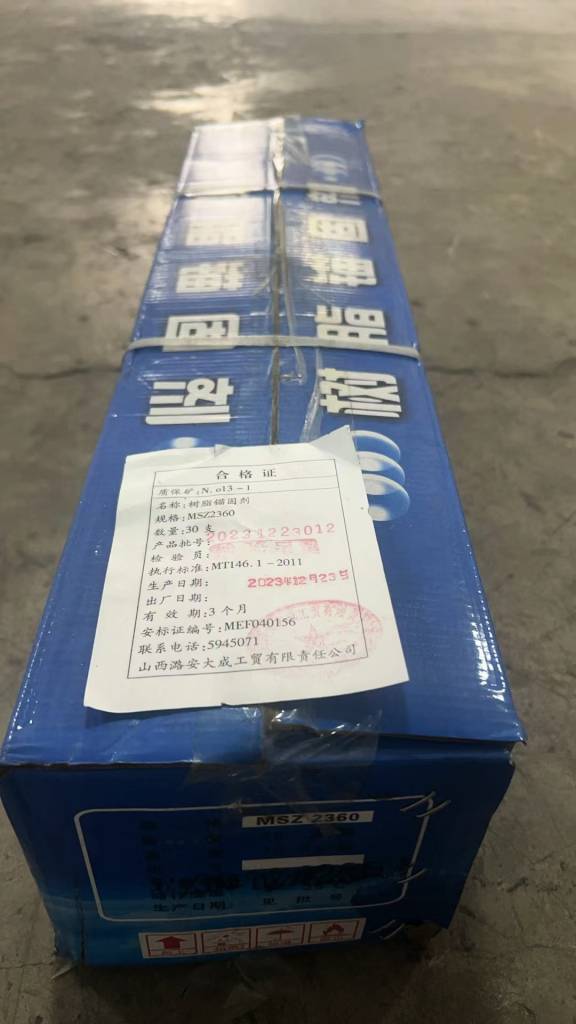 树脂锚固
合格证
质保矿:N.o13-1
名称:树脂锚固剂
规格:MSZ2360
数量:30支
产品批号:20231223012
检验员:
执行标准:MT146.1-2011
生产日期: 2023年12月23日
出厂日期:
有效期:3个月
安标证编号:MEF040156
联系电话:5945071
山西潞安大成工贸有限责任公司
MSZ 2360
生产日期: 见批号